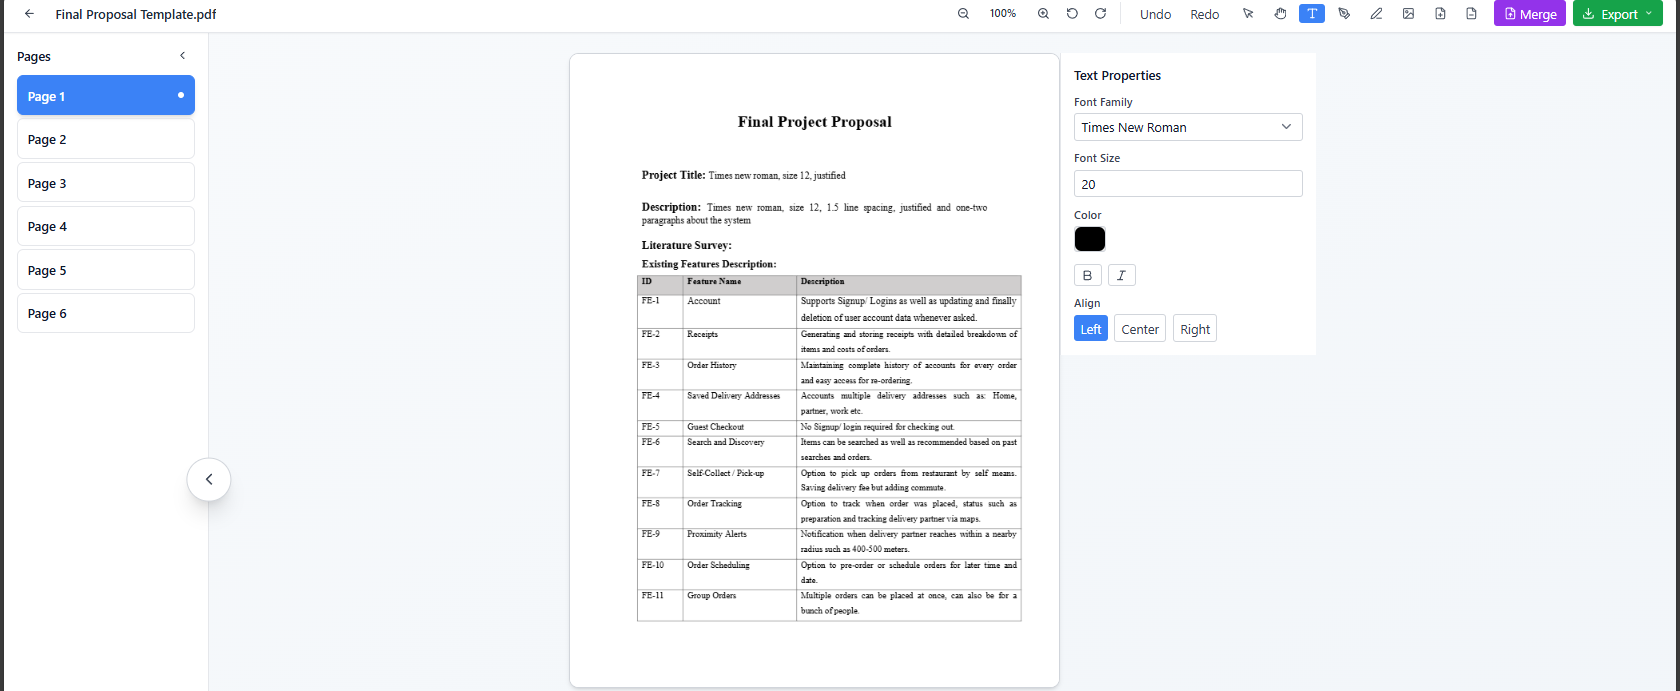 Final Proposal Template.pdf
100%
Undo Redo
Merge
Export
Pages
Page 1
Page 2
Page 3
Page 4
Page 5
Page 6
Final Project Proposal
Project Title: Times new roman, size 12, justified
Description: Times new roman, size 12, 1.5 line spacing, justified and one-two
paragraphs about the system
Literature Survey:
Existing Features Description:
ID Feature Name Description
FE-1 Account Supports Signup/ Logins as well as updating and finally
deletion of user account data whenever asked.
FE-2 Receipts Generating and storing receipts with detailed breakdown of
items and costs of orders.
FE-3 Order History Maintaining complete history of accounts for every order
and easy access for re-ordering.
FE-4 Saved Delivery Addresses Accounts multiple delivery addresses such as: Home,
partner, work etc.
FE-5 Guest Checkout No Signup/ login required for checking out.
FE-6 Search and Discovery Items can be searched as well as recommended based on past
searches and orders.
FE-7 Self-Collect / Pick-up Option to pick up orders from restaurant by self means.
Saving delivery fee but adding commute.
FE-8 Order Tracking Option to track when order was placed, status such as
preparation and tracking delivery partner via maps.
FE-9 Proximity Alerts Notification when delivery partner reaches within a nearby
radius such as 400-500 meters.
FE-10 Order Scheduling Option to pre-order or schedule orders for later time and
date.
FE-11 Group Orders Multiple orders can be placed at once, can also be for a
bunch of people.
Text Properties
Font Family
Times New Roman
Font Size
20
Color
B I
Align
Left Center Right